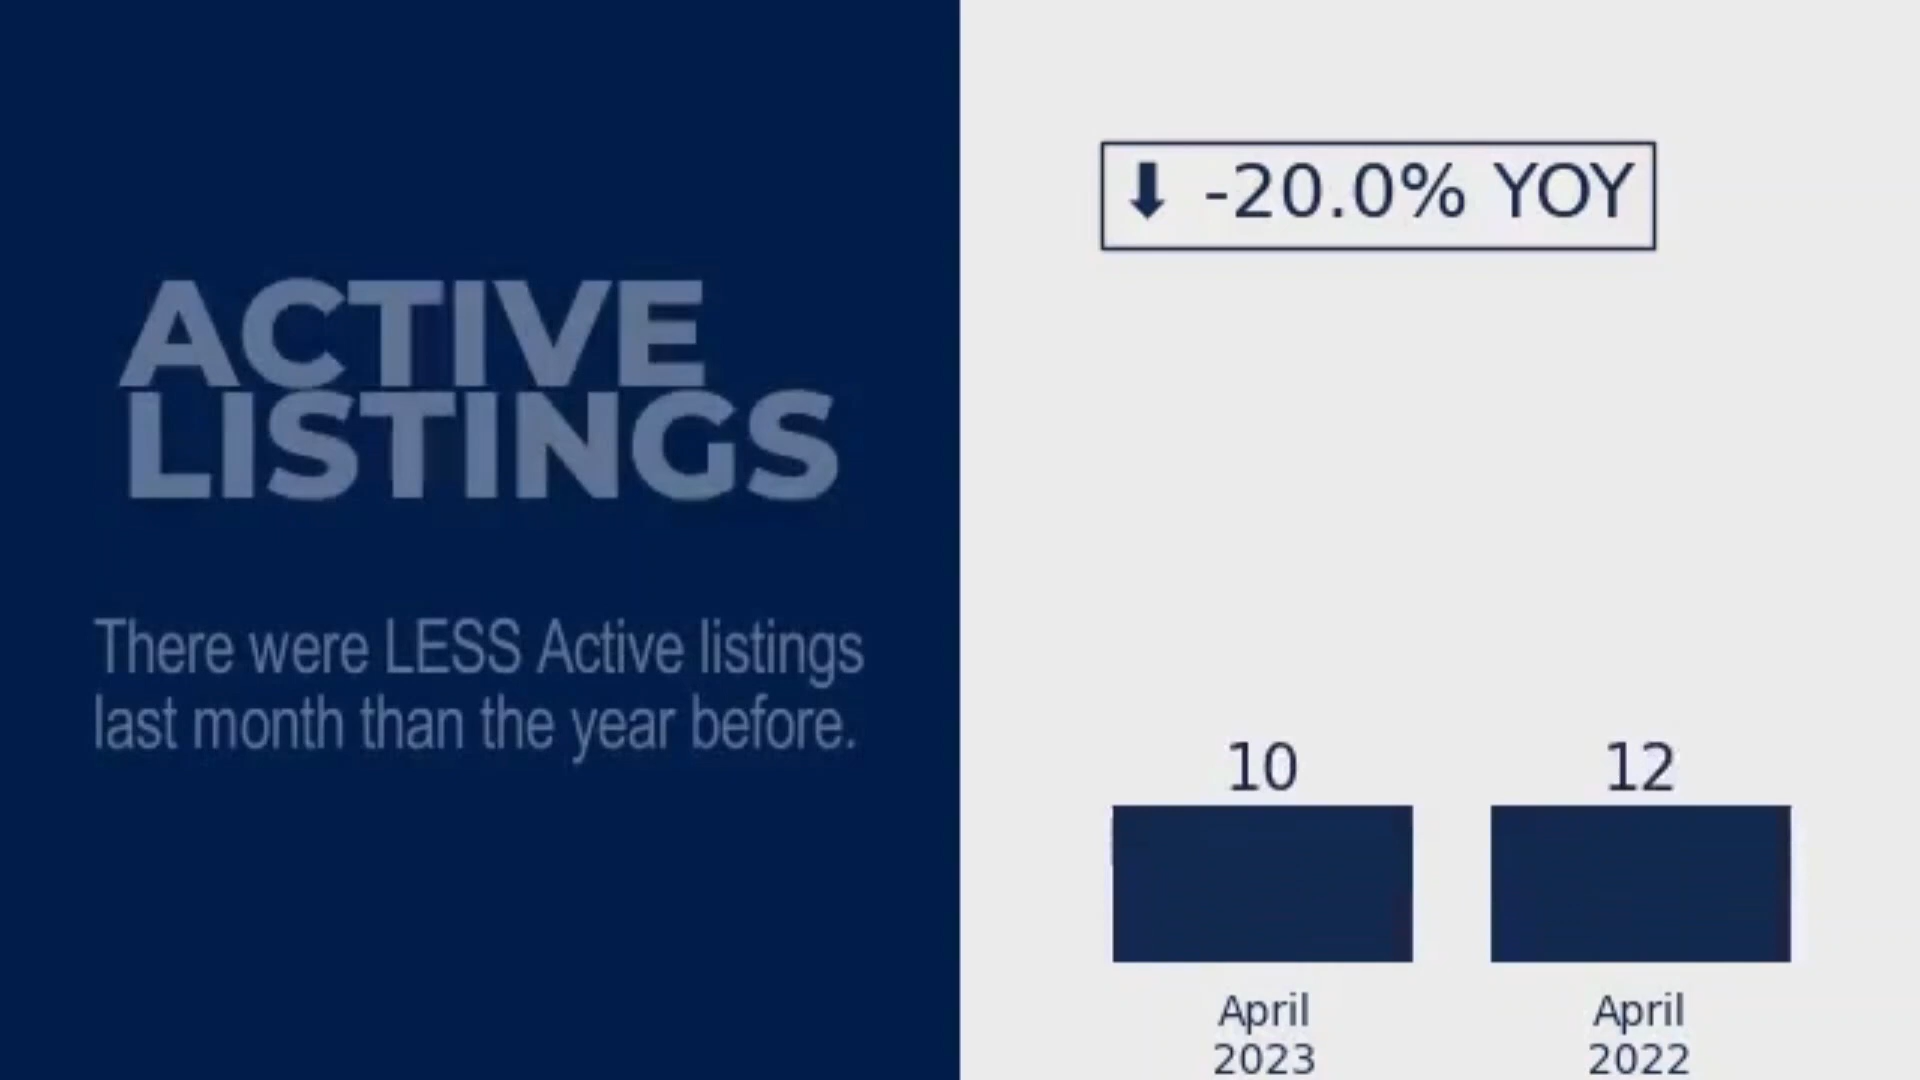 ACTIVE
LISTINGS
There were LESS Active listings
last month than the year before.
⬇ -20.0% YOY
10
12
April
2023
April
2022